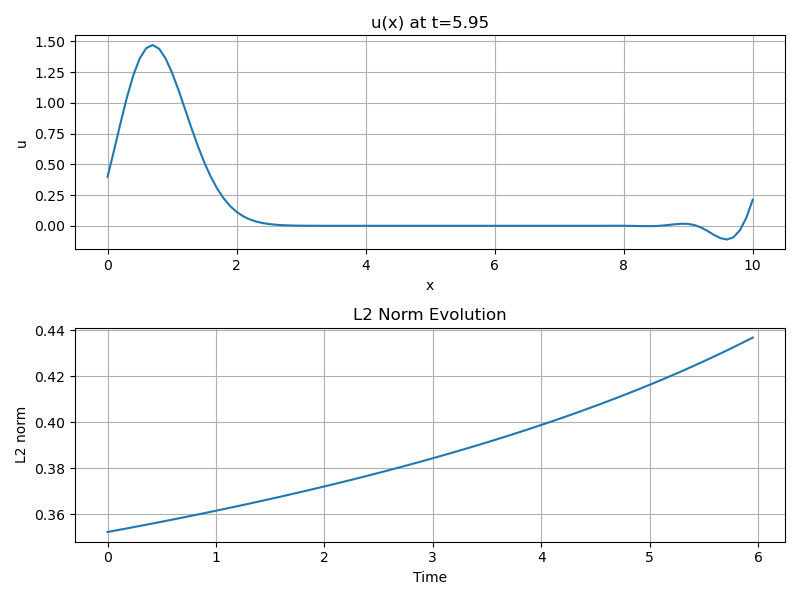 u(x) at t=5.95
1.50
1.25
1.00
0.75
0.50
0.25
0.00
u
0 2 4 6 8 10
x
L2 Norm Evolution
0.44
0.42
0.40
0.38
0.36
L2 norm
0 1 2 3 4 5 6
Time